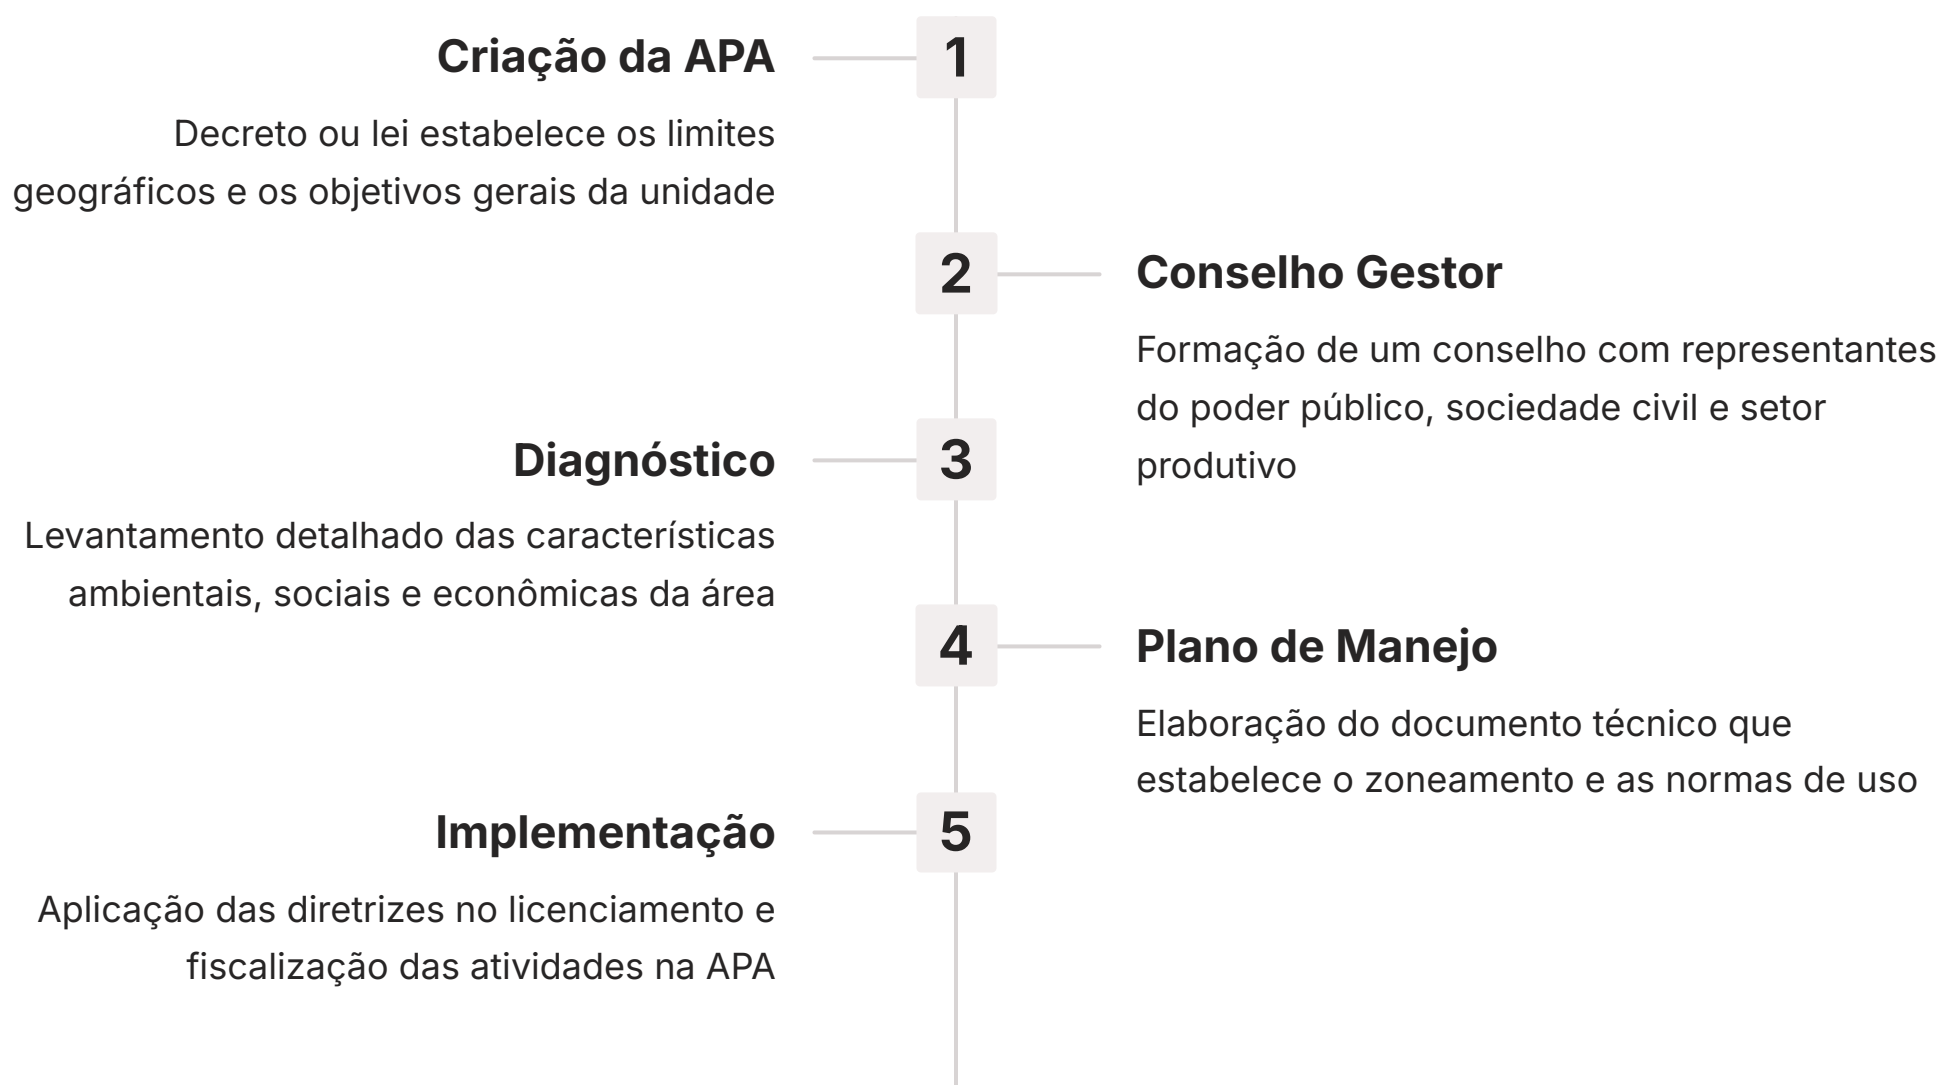 Criação da APA
1
Decreto ou lei estabelece os limites
geográficos e os objetivos gerais da unidade
2
Conselho Gestor
Formação de um conselho com representantes
do poder público, sociedade civil e setor
produtivo
Diagnóstico
3
Levantamento detalhado das características
ambientais, sociais e econômicas da área
4
Plano de Manejo
Elaboração do documento técnico que
estabelece o zoneamento e as normas de uso
Implementação
5
Aplicação das diretrizes no licenciamento e
fiscalização das atividades na APA